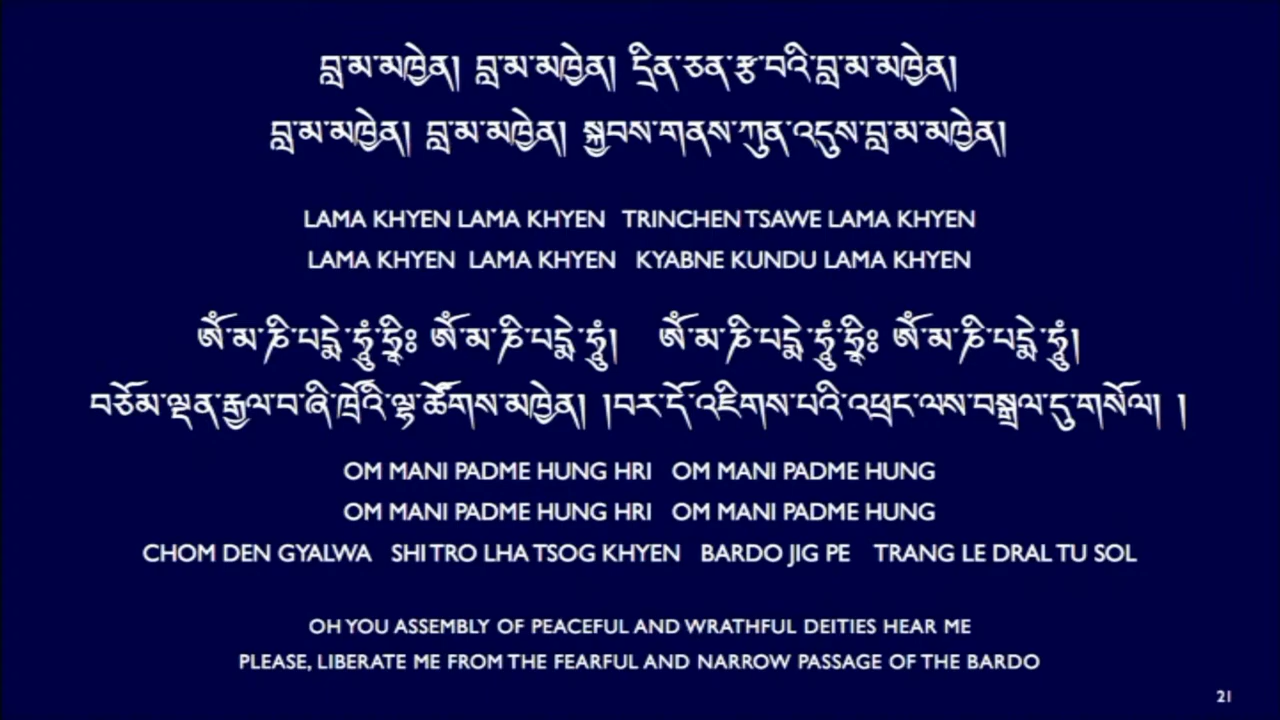 བླ་མ་མཁྱེན། བླ་མ་མཁྱེན། དྲིན་ཅན་རྩ་བའི་བླ་མ་མཁྱེན།
བླ་མ་མཁྱེན། བླ་མ་མཁྱེན། སྐྱབས་གནས་ཀུན་འདུས་བླ་མ་མཁྱེན།
LAMA KHYEN LAMA KHYEN TRINCHEN TSAWE LAMA KHYEN
LAMA KHYEN LAMA KHYEN KYABNE KUNDU LAMA KHYEN
ༀ་མ་ཎི་པདྨེ་ཧཱུྃ་ཧྲཱིཿ ༀ་མ་ཎི་པདྨེ་ཧཱུྃ། ༀ་མ་ཎི་པདྨེ་ཧཱུྃ་ཧྲཱིཿ ༀ་མ་ཎི་པདྨེ་ཧཱུྃ།
བཅོམ་ལྡན་རྒྱལ་བ་ཞི་ཁྲོའི་ལྷ་ཚོགས་མཁྱེན། །བར་དོ་འཇིགས་པའི་འཕྲང་ལས་བསྒྲལ་དུ་གསོལ། །
OM MANI PADME HUNG HRI OM MANI PADME HUNG
OM MANI PADME HUNG HRI OM MANI PADME HUNG
CHOM DEN GYALWA SHI TRO LHA TSOG KHYEN BARDO JIG PE TRANG LE DRAL TU SOL
OH YOU ASSEMBLY OF PEACEFUL AND WRATHFUL DEITIES HEAR ME
PLEASE, LIBERATE ME FROM THE FEARFUL AND NARROW PASSAGE OF THE BARDO
21